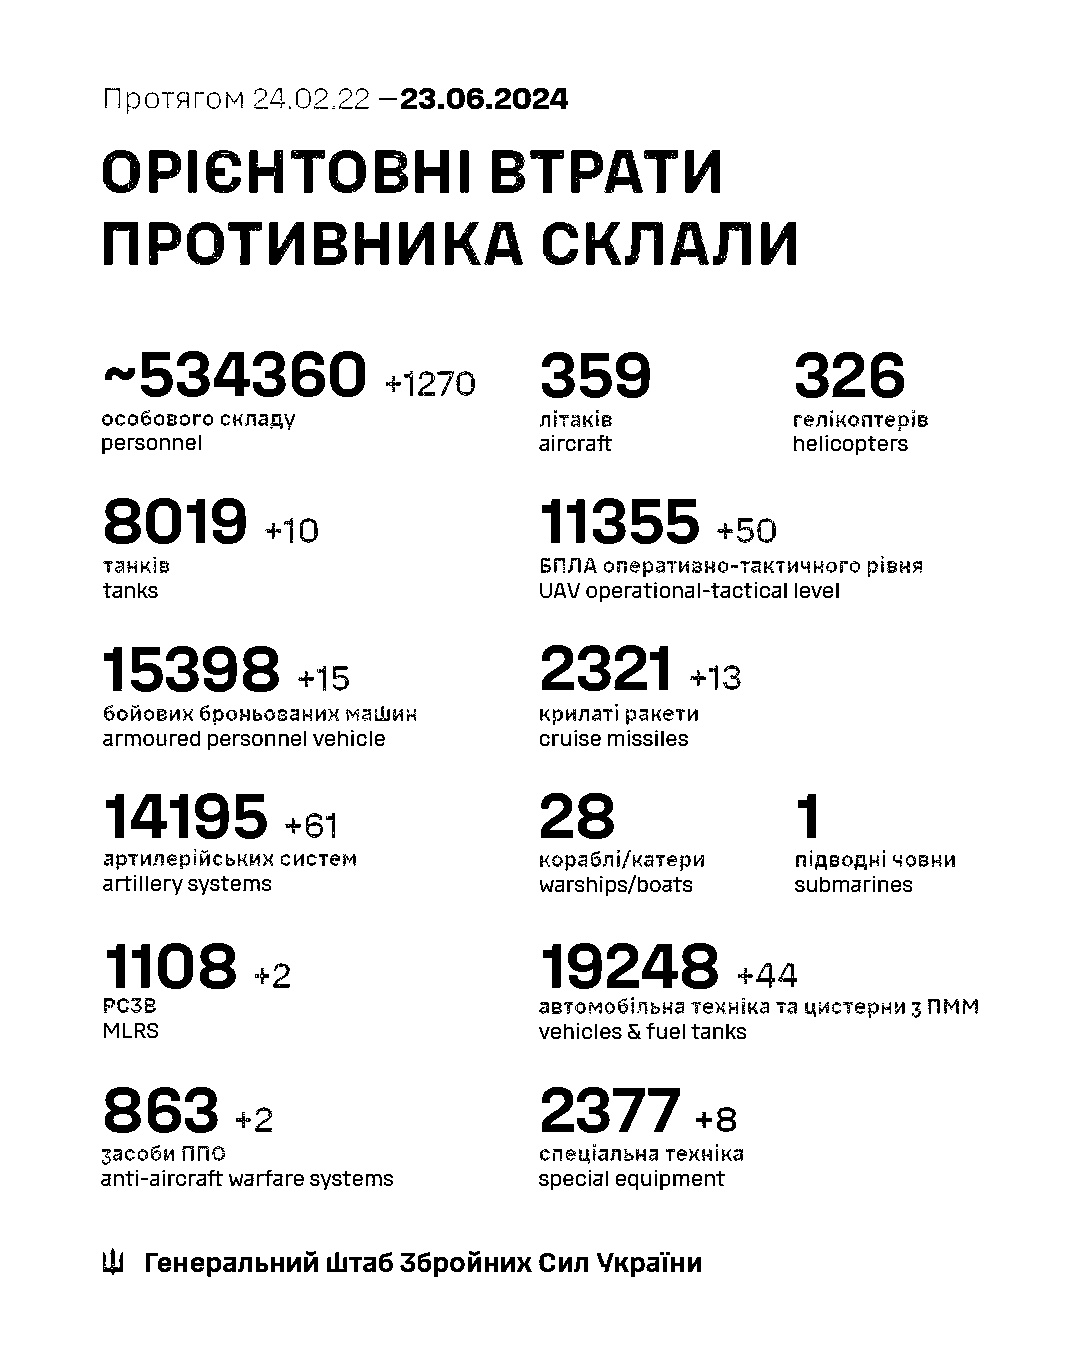 Протягом 24.02.22 —23.06.2024
ОРІЄНТОВНІ ВТРАТИ
ПРОТИВНИКА СКЛАЛИ
~534360 +1270
особового складу
personnel
359
літаків
aircraft
326
гелікоптерів
helicopters
8019 +10
танків
tanks
11355 +50
БПЛА оперативно-тактичного рівня
UAV operational-tactical level
15398 +15
бойових броньованих машин
armoured personnel vehicle
2321 +13
крилаті ракети
cruise missiles
14195 +61
артилерійських систем
artillery systems
28
кораблі/катери
warships/boats
1
підводні човни
submarines
1108 +2
РСЗВ
MLRS
19248 +44
автомобільна техніка та цистерни з ПММ
vehicles & fuel tanks
863 +2
засоби ППО
anti-aircraft warfare systems
2377 +8
спеціальна техніка
special equipment
Генеральний штаб Збройних Сил України